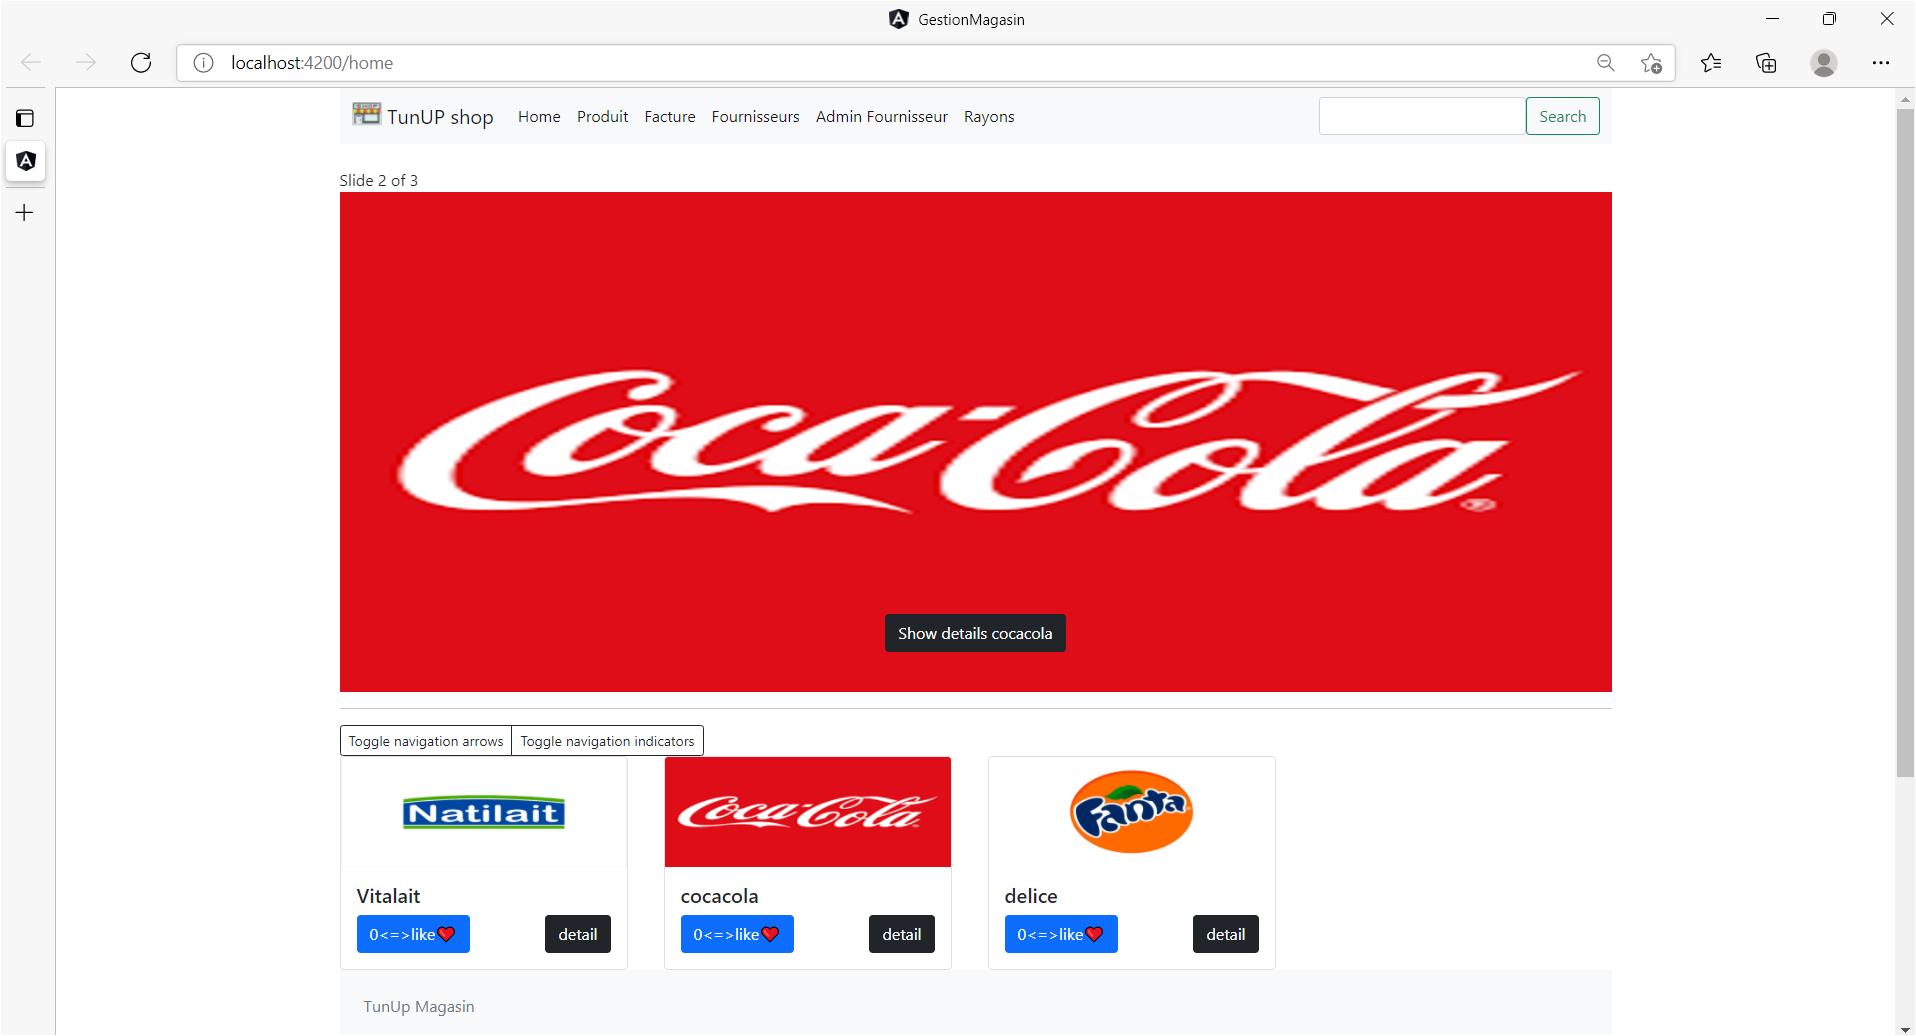 GestionMagasin
localhost:4200/home
SHOP
TunUP shop Home Produit Facture Fournisseurs Admin Fournisseur Rayons Search
Slide 2 of 3
Coca-Cola®
Show details cocacola
Toggle navigation arrows Toggle navigation indicators
Natilait Coca-Cola Fanta
Vitalait cocacola delice
0<=>like❤ detail 0<=>like❤ detail 0<=>like❤ detail
TunUp Magasin